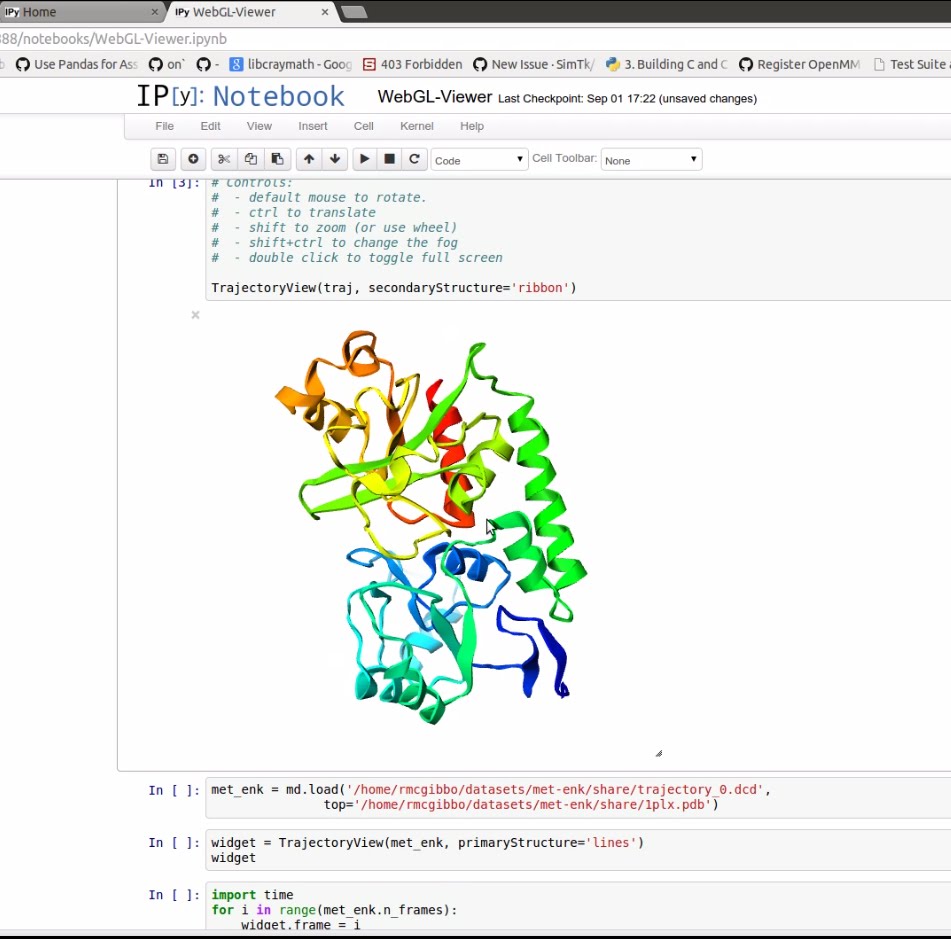 IPy Home × IPy WebGL-Viewer ×
888/notebooks/WebGL-Viewer.ipynb
Use Pandas for Ass on` - libcraymath - Goog 403 Forbidden New Issue · SimTk/ 3. Building C and C Register OpenMM Test Suite
IP[y]: Notebook WebGL-Viewer Last Checkpoint: Sep 01 17:22 (unsaved changes)
File Edit View Insert Cell Kernel Help
Code Cell Toolbar: None
In [3]: # Controls:
# - default mouse to rotate.
# - ctrl to translate
# - shift to zoom (or use wheel)
# - shift+ctrl to change the fog
# - double click to toggle full screen
TrajectoryView(traj, secondaryStructure='ribbon')
×
In [ ]: met_enk = md.load('/home/rmcgibbo/datasets/met-enk/share/trajectory_0.dcd',
top='/home/rmcgibbo/datasets/met-enk/share/1plx.pdb')
In [ ]: widget = TrajectoryView(met_enk, primaryStructure='lines')
widget
In [ ]: import time
for i in range(met_enk.n_frames):
widget.frame = i